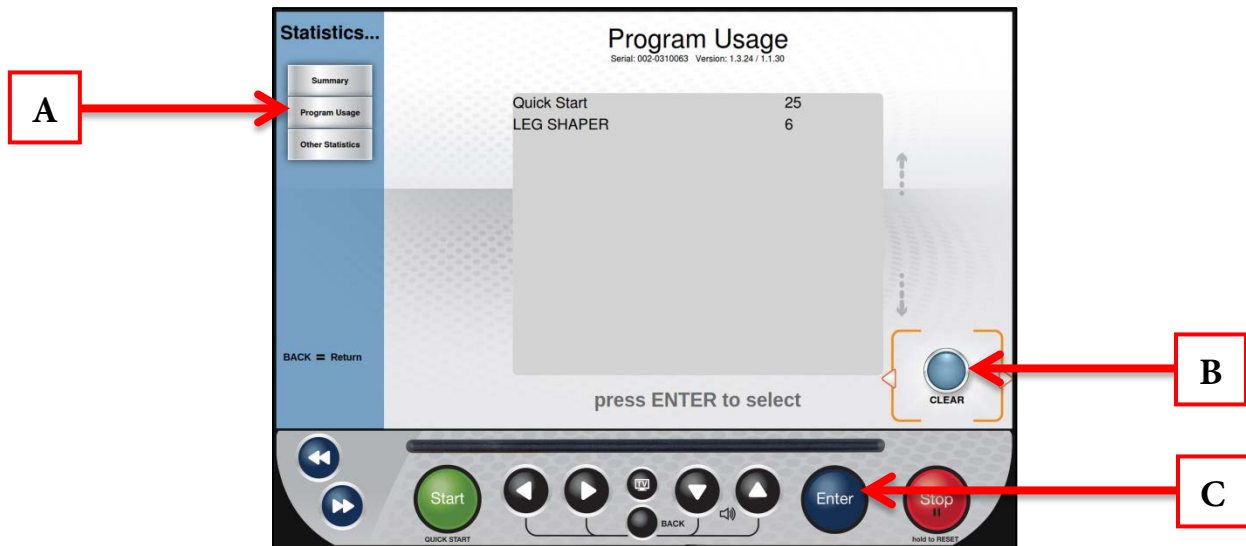 Statistics...
Summary
Program Usage
Other Statistics
BACK = Return
Program Usage
Serial: 002-0310063 Version: 1.3.24 / 1.1.30
Quick Start 25
LEG SHAPER 6
press ENTER to select
CLEAR
A
B
C
Start
QUICK START
TV
BACK
Enter
Stop
hold to RESET